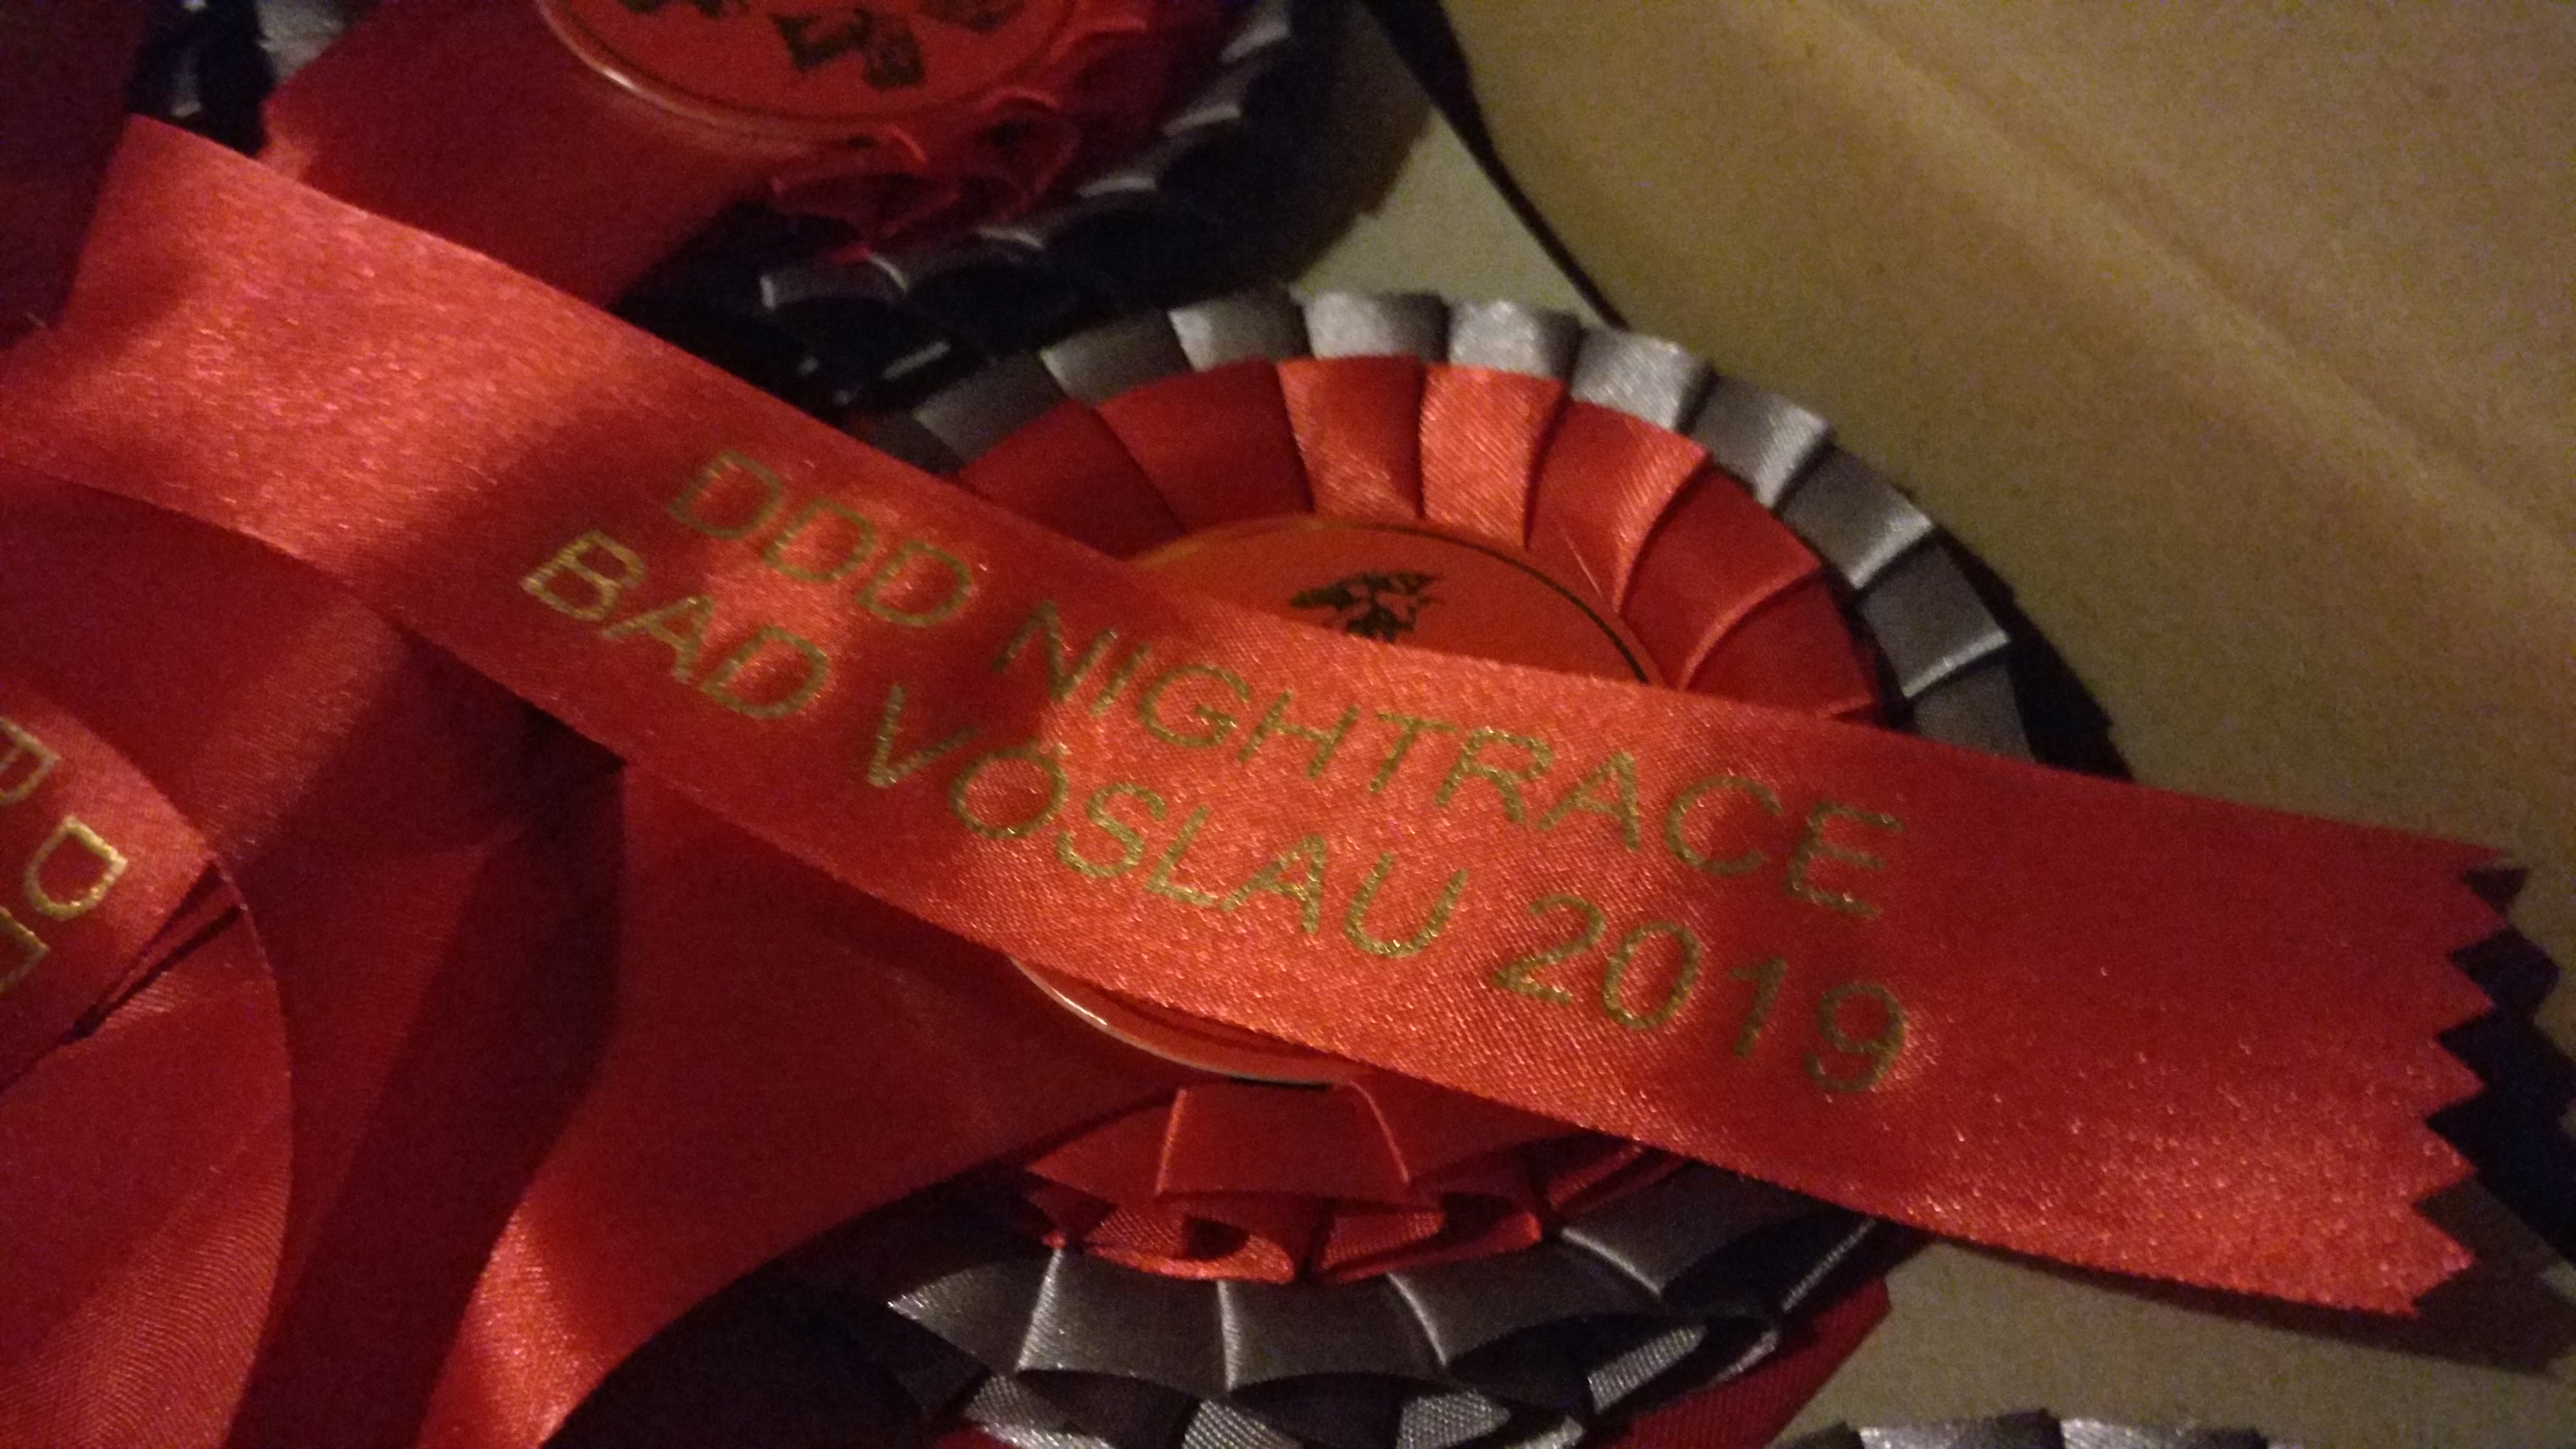 DDD NIGHTRACE
BAD VÖSLAU 2019